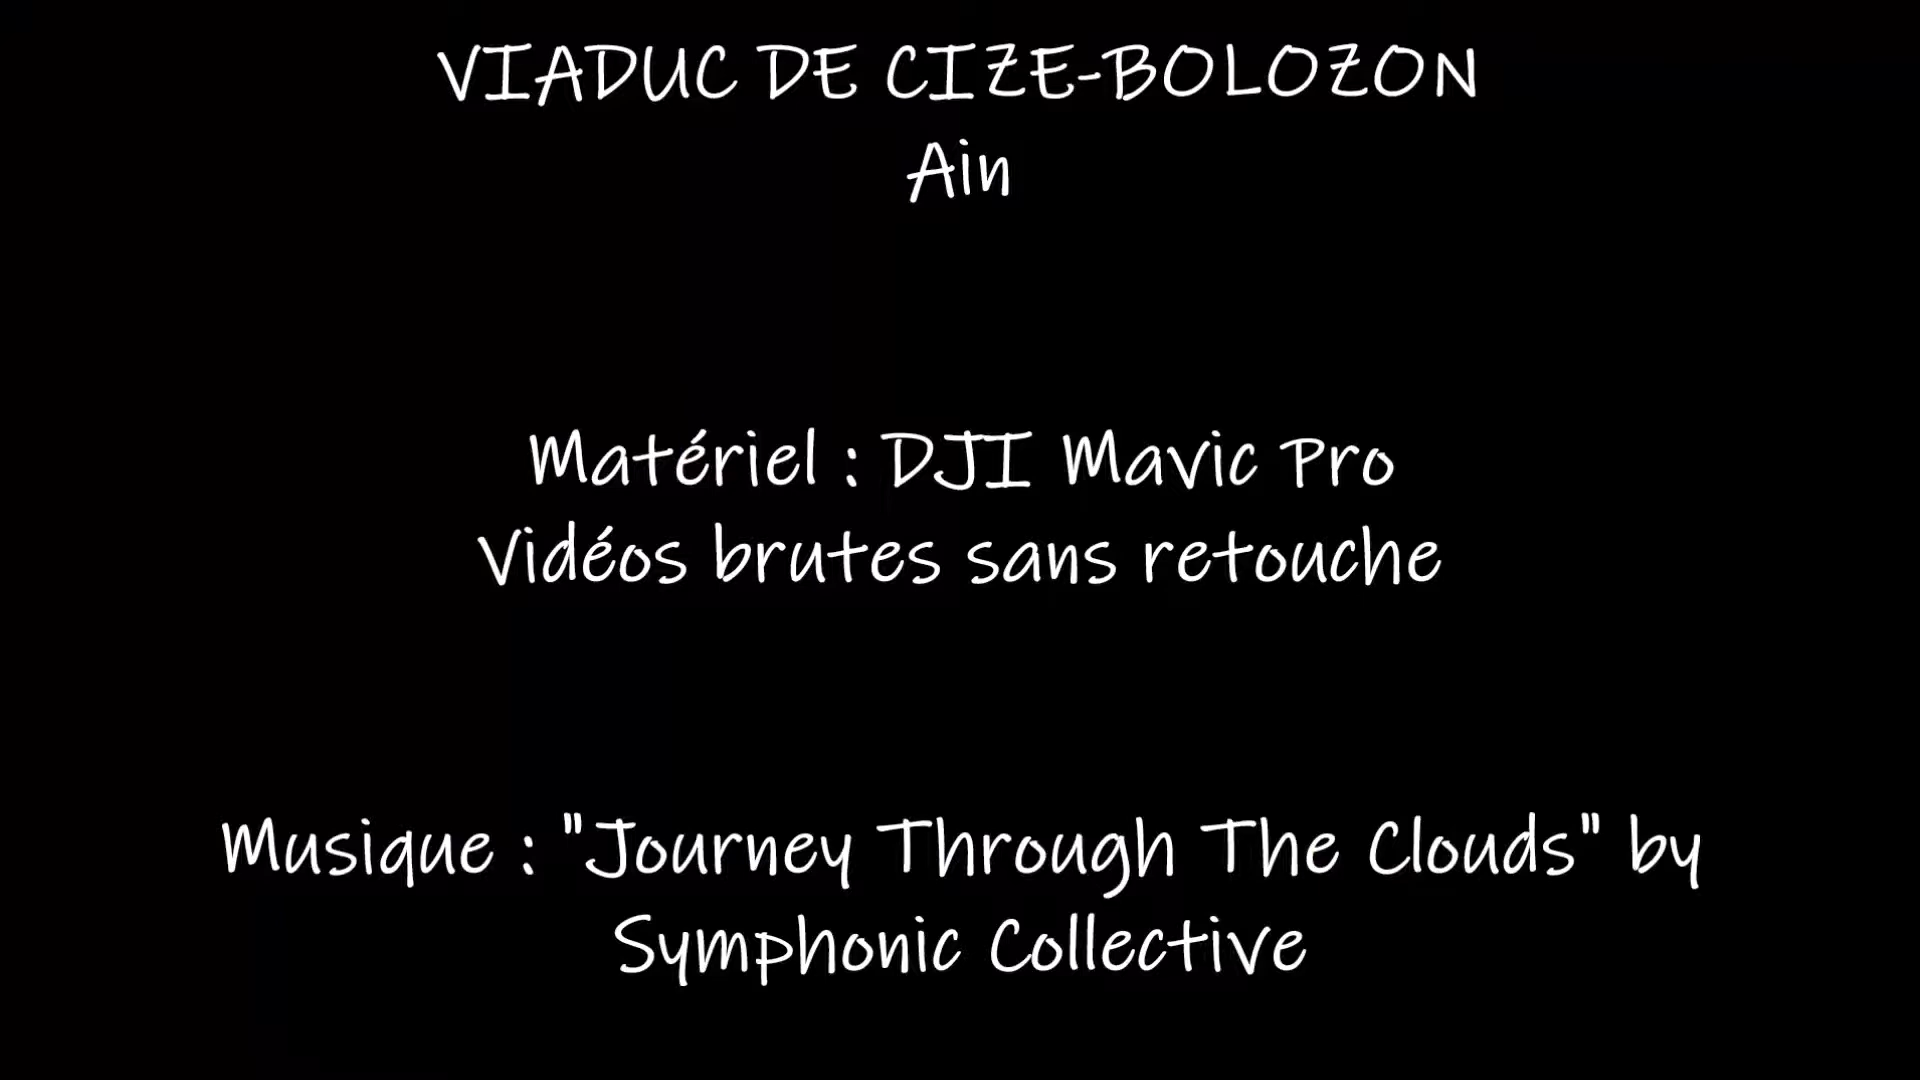 VIADUC DE CIZE-BOLOZON
Ain
Matériel : DJI Mavic Pro
Vidéos brutes sans retouche
Musique : "Journey Through The Clouds" by
Symphonic Collective